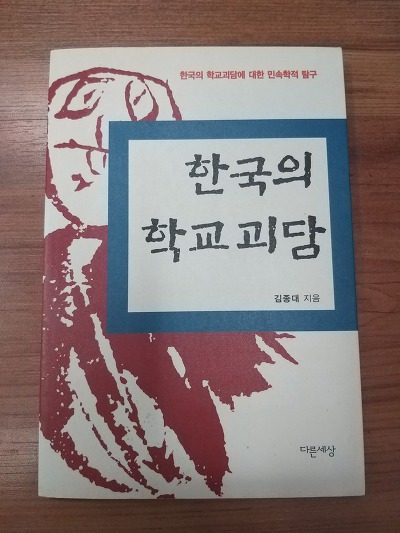 한국의 학교괴담에 대한 민속학적 탐구
한국의
학교괴담
김종대 지음
다른세상